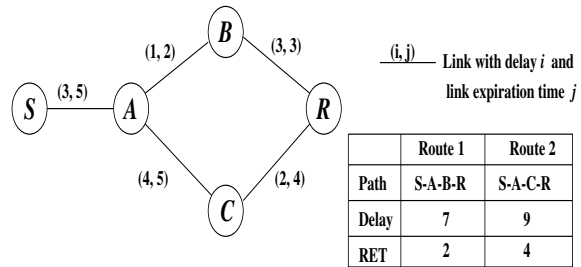 B
(1, 2)
(3, 3)
(i, j)
Link with delay i and
link expiration time j
(3, 5)
S
A
R
(4, 5)
(2, 4)
C
Route 1 Route 2
Path S-A-B-R S-A-C-R
Delay 7 9
RET 2 4